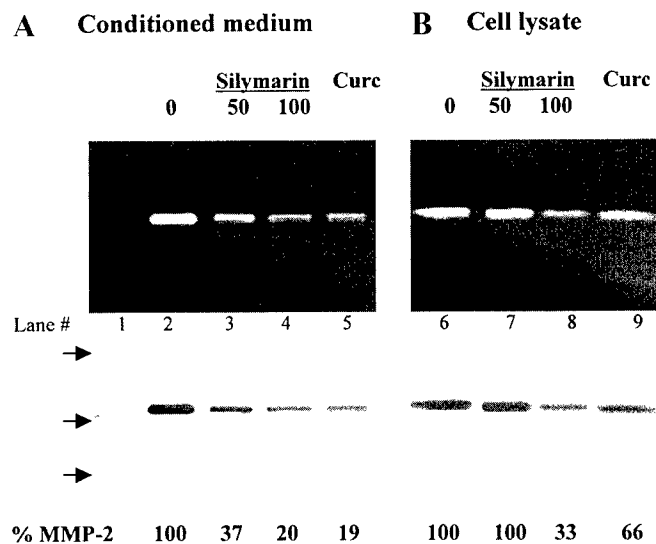 A Conditioned medium
B Cell lysate
Silymarin Curc
0 50 100
Silymarin Curc
0 50 100
Lane # 1 2 3 4 5 6 7 8 9
% MMP-2 100 37 20 19 100 100 33 66